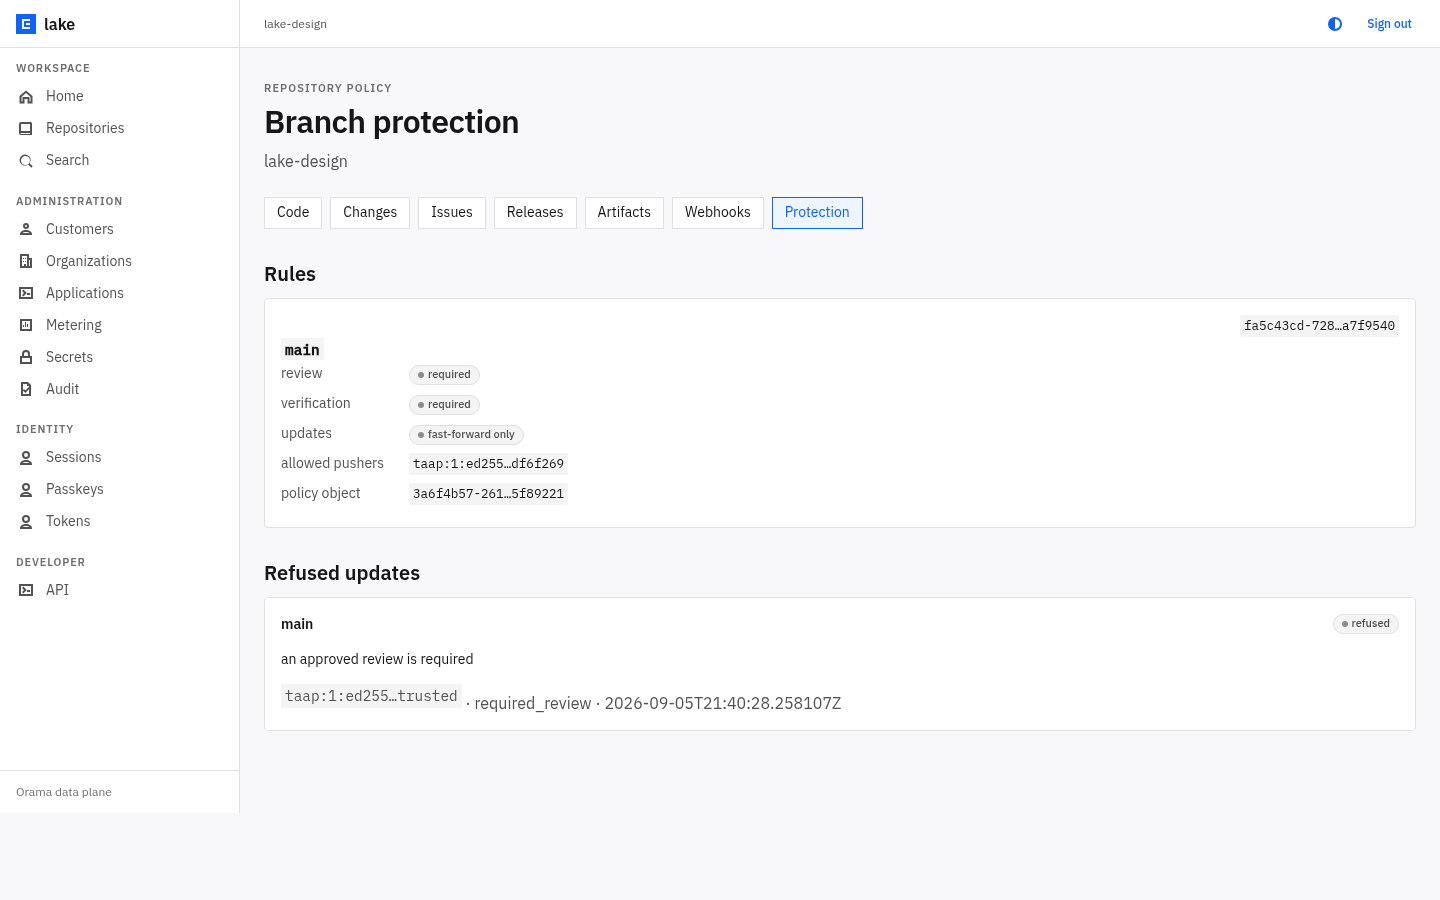 lake
lake-design
Sign out
WORKSPACE
Home
Repositories
Search
ADMINISTRATION
Customers
Organizations
Applications
Metering
Secrets
Audit
IDENTITY
Sessions
Passkeys
Tokens
DEVELOPER
API
Orama data plane
REPOSITORY POLICY
Branch protection
lake-design
Code Changes Issues Releases Artifacts Webhooks Protection
Rules
fa5c43cd-728…a7f9540
main
review required
verification required
updates fast-forward only
allowed pushers taap:1:ed255…df6f269
policy object 3a6f4b57-261…5f89221
Refused updates
main refused
an approved review is required
taap:1:ed255…trusted · required_review · 2026-09-05T21:40:28.258107Z